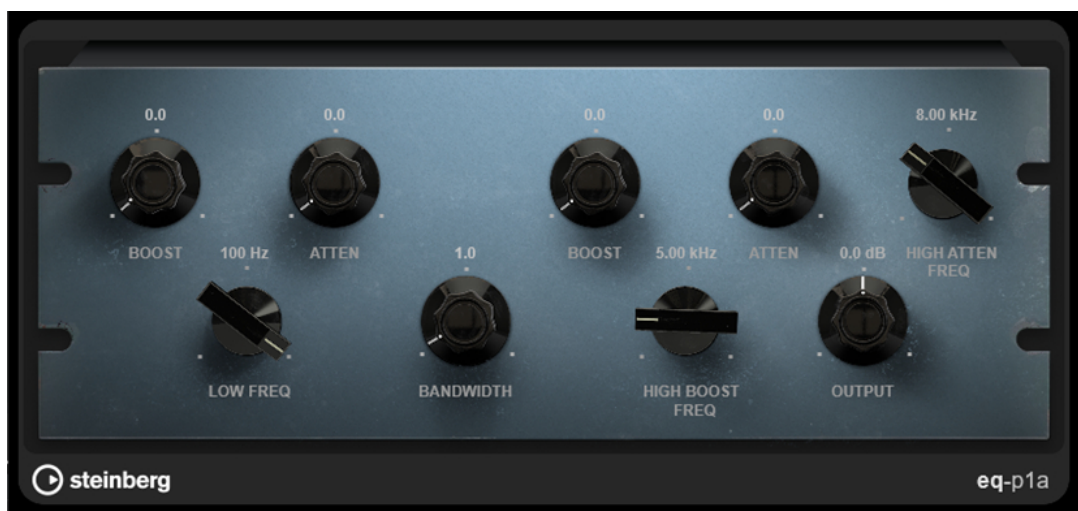 0.0 0.0 0.0 0.0 8.00 kHz
BOOST 100 Hz ATTEN 1.0 BOOST 5.00 kHz ATTEN 0.0 dB HIGH ATTEN
FREQ
LOW FREQ BANDWIDTH HIGH BOOST OUTPUT
FREQ
steinberg eq-p1a